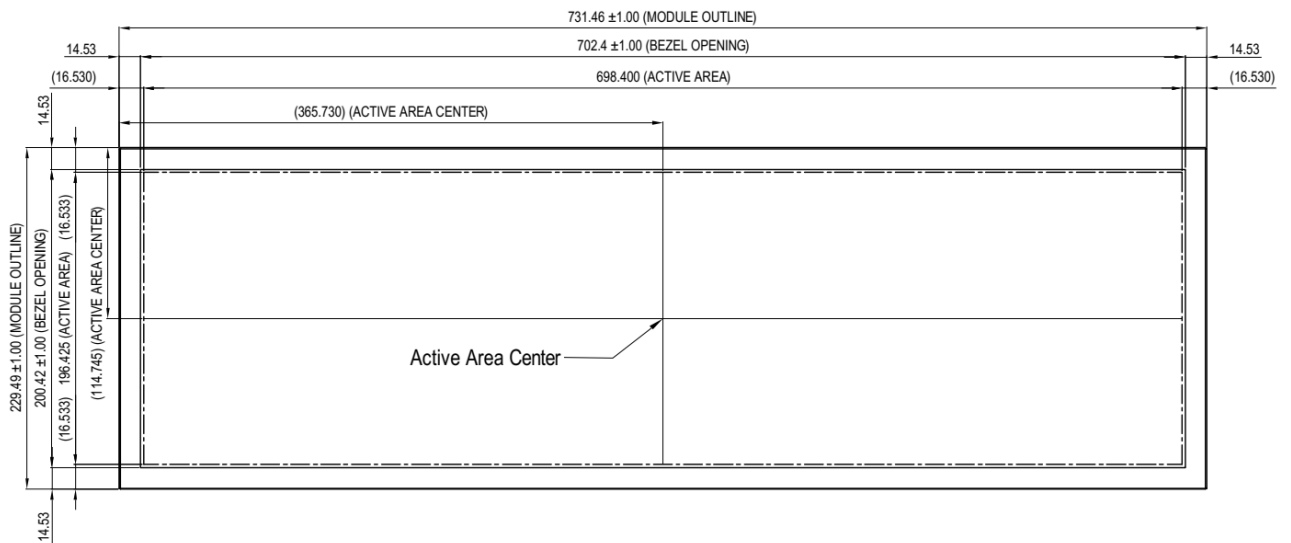 731.46 ±1.00 (MODULE OUTLINE)
14.53
702.4 ±1.00 (BEZEL OPENING)
14.53
(16.530)
698.400 (ACTIVE AREA)
(16.530)
14.53
(365.730) (ACTIVE AREA CENTER)
229.49 ±1.00 (MODULE OUTLINE)
200.42 ±1.00 (BEZEL OPENING)
(16.533)
196.425 (ACTIVE AREA)
(16.533)
(114.745) (ACTIVE AREA CENTER)
Active Area Center
14.53